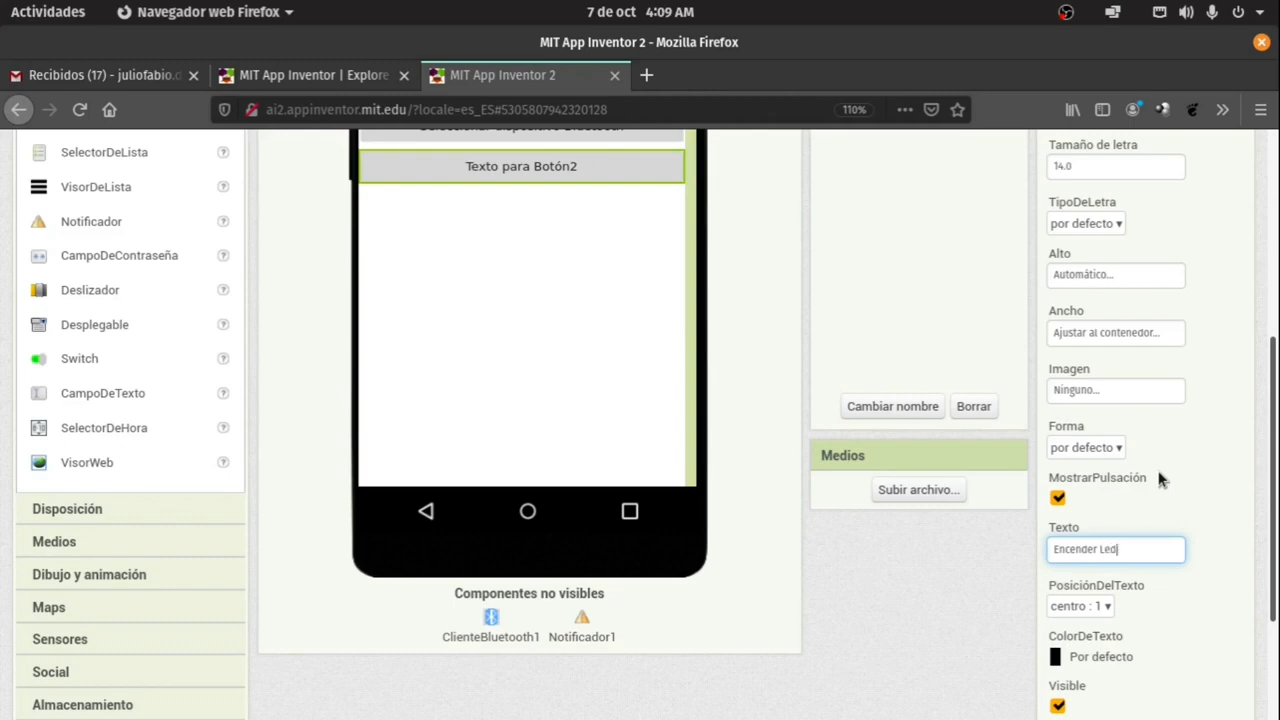 Actividades
Navegador web Firefox
7 de oct 4:09 AM
MIT App Inventor 2 - Mozilla Firefox
Recibidos (17) - juliofabio.d
MIT App Inventor | Explore
MIT App Inventor 2
ai2.appinventor.mit.edu/?locale=es_ES#5305807942320128
110%
SelectorDeLista
VisorDeLista
Notificador
CampoDeContraseña
Deslizador
Desplegable
Switch
CampoDeTexto
SelectorDeHora
VisorWeb
Disposición
Medios
Dibujo y animación
Maps
Sensores
Social
Almacenamiento
Seleccionar dispositivo Bluetooth
Texto para Botón2
Componentes no visibles
ClienteBluetooth1
Notificador1
Cambiar nombre
Borrar
Medios
Subir archivo...
Tamaño de letra
14.0
TipoDeLetra
por defecto
Alto
Automático...
Ancho
Ajustar al contenedor...
Imagen
Ninguno...
Forma
por defecto
MostrarPulsación
Texto
Encender Led
PosiciónDelTexto
centro : 1
ColorDeTexto
Por defecto
Visible